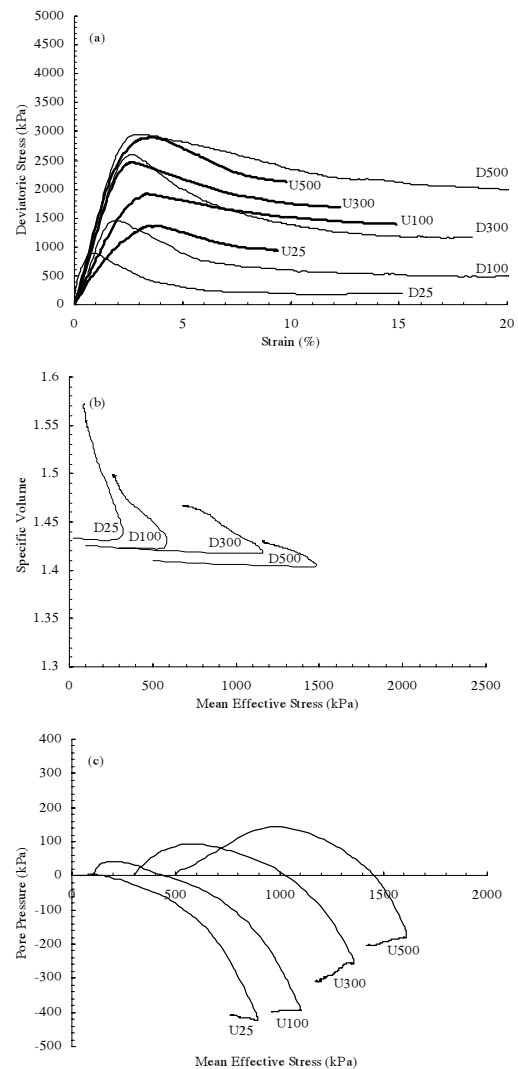 5000
(a)
4500
4000
3500
3000
2500
2000
1500
1000
500
0
Deviatoric Stress (kPa)
D500
U500
U300
U100
D300
U25
D100
D25
0 5 10 15 20
Strain (%)
1.6
(b)
1.55
1.5
1.45
1.4
1.35
1.3
Specific Volume
D25
D100
D300
D500
0 500 1000 1500 2000 2500
Mean Effective Stress (kPa)
400
(c)
300
200
100
0
-100
-200
-300
-400
-500
Pore Pressure (kPa)
0 500 1000 1500 2000
U500
U300
U25
U100
Mean Effective Stress (kPa)